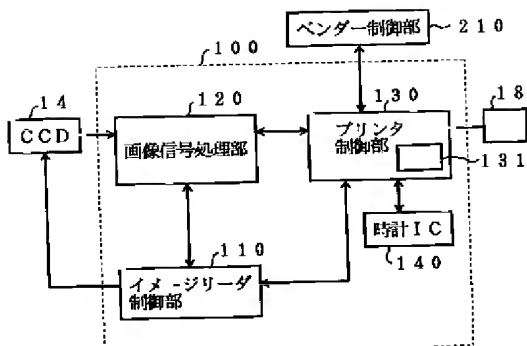 ベンダー制御部
210
100
14
120
130
18
CCD
画像信号処理部
プリンタ
制御部
131
110
時計IC
イメージリーダ
制御部
140